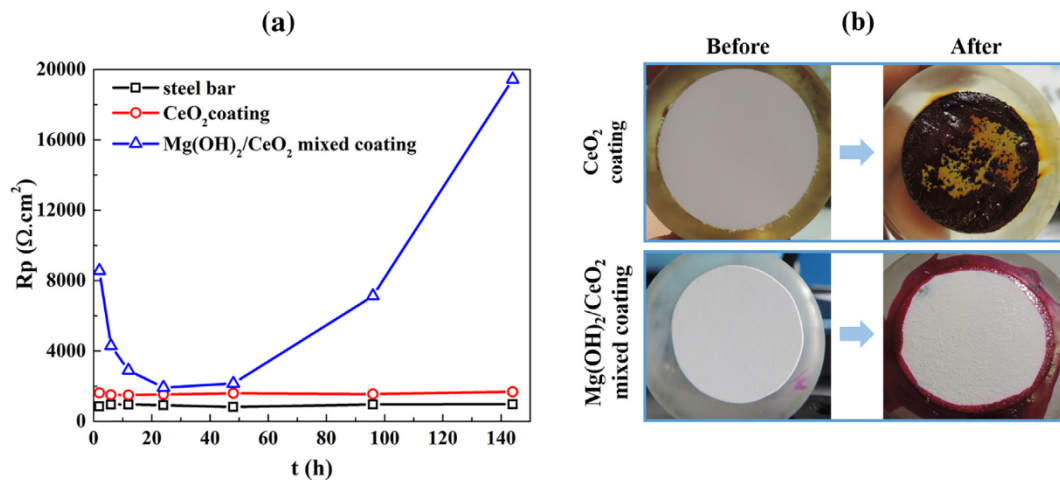 (a)
20000
16000
12000
8000
4000
0
Rp (Ω.cm²)
0 20 40 60 80 100 120 140
t (h)
steel bar
CeO₂coating
Mg(OH)₂/CeO₂ mixed coating
(b)
Before After
CeO₂
coating
Mg(OH)₂/CeO₂
mixed coating